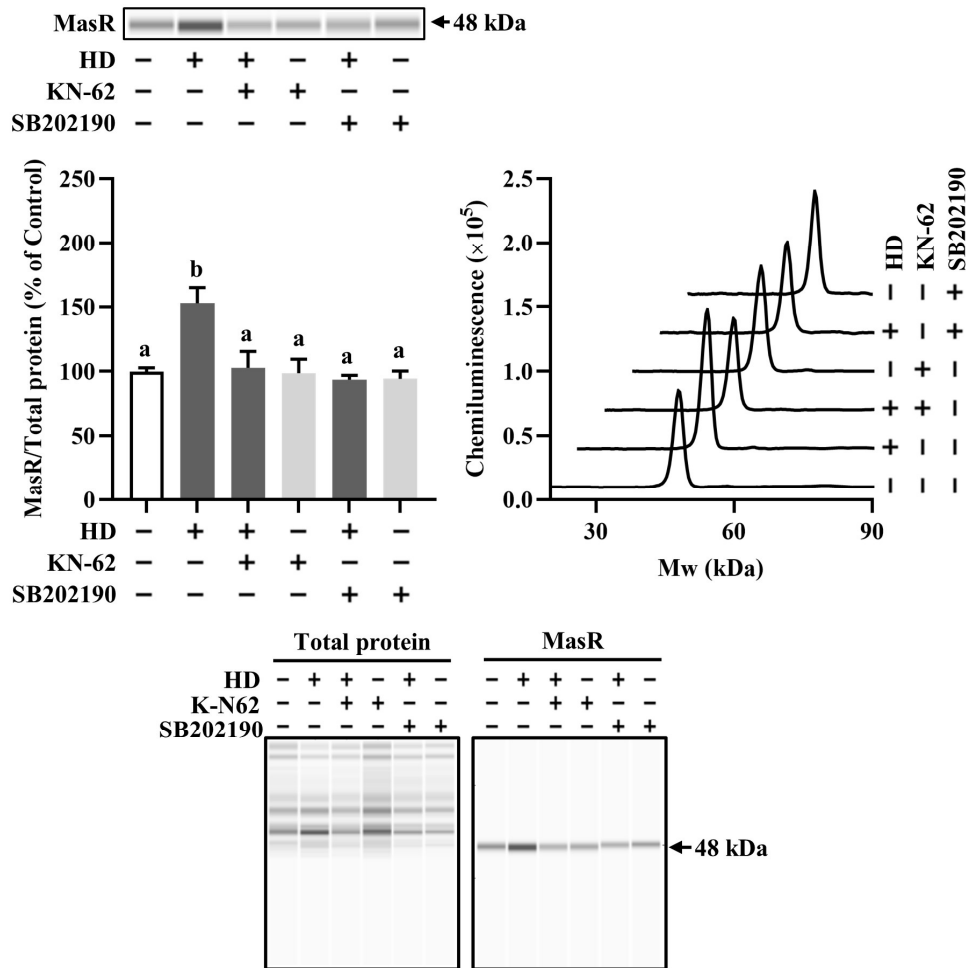 MasR
48 kDa
HD − + + − + −
KN-62 − − + + − −
SB202190 − − − − + +
MasR/Total protein (% of Control)
250
200
150
100
50
0
a b a a a a
HD − + + − + −
KN-62 − − + + − −
SB202190 − − − − + +
Chemiluminescence (×10⁵)
2.5
2.0
1.5
1.0
0.5
0.0
30 60 90
Mw (kDa)
HD KN-62 SB202190
− − +
+ − +
− + −
+ + −
+ − −
− − −
Total protein MasR
HD − + + − + − − + + − + −
K-N62 − − + + − − − − + + − −
SB202190 − − − − + + − − − − + +
48 kDa